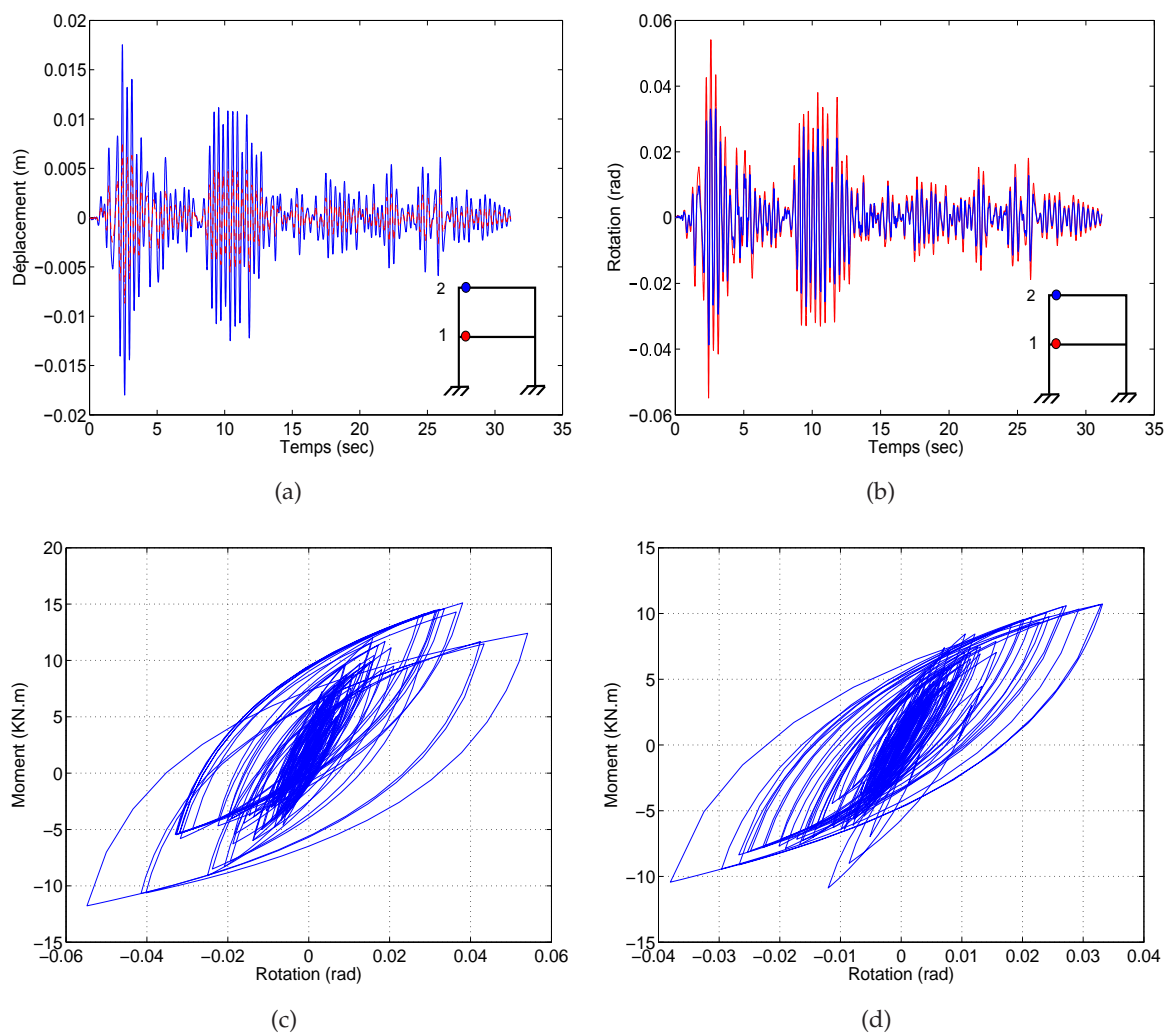 0.02
0.015
0.01
0.005
0
−0.005
−0.01
−0.015
−0.02
Déplacement (m)
2
1
0 5 10 15 20 25 30 35
Temps (sec)
(a)
0.06
0.04
0.02
0
−0.02
−0.04
−0.06
Rotation (rad)
2
1
0 5 10 15 20 25 30 35
Temps (sec)
(b)
20
15
10
5
0
−5
−10
−15
Moment (KN.m)
−0.06 −0.04 −0.02 0 0.02 0.04 0.06
Rotation (rad)
(c)
15
10
5
0
−5
−10
−15
Moment (KN.m)
−0.04 −0.03 −0.02 −0.01 0 0.01 0.02 0.03 0.04
Rotation (rad)
(d)